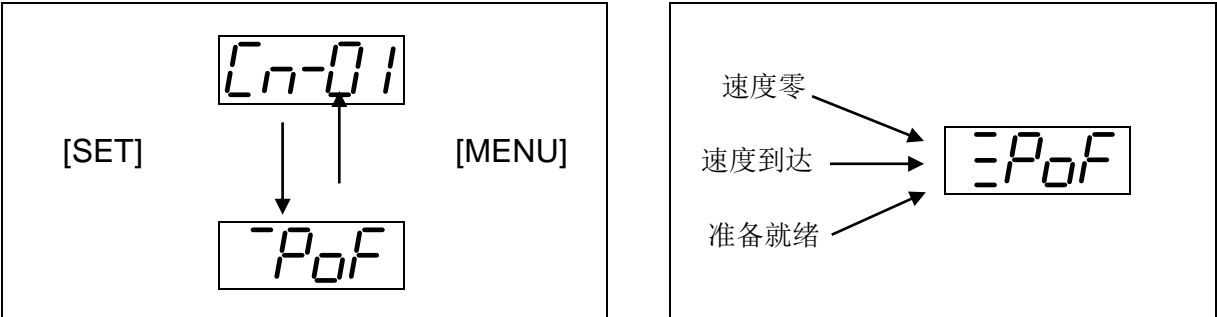 Cn-01
[SET]
[MENU]
PoF
速度零
速度到达
准备就绪
PoF